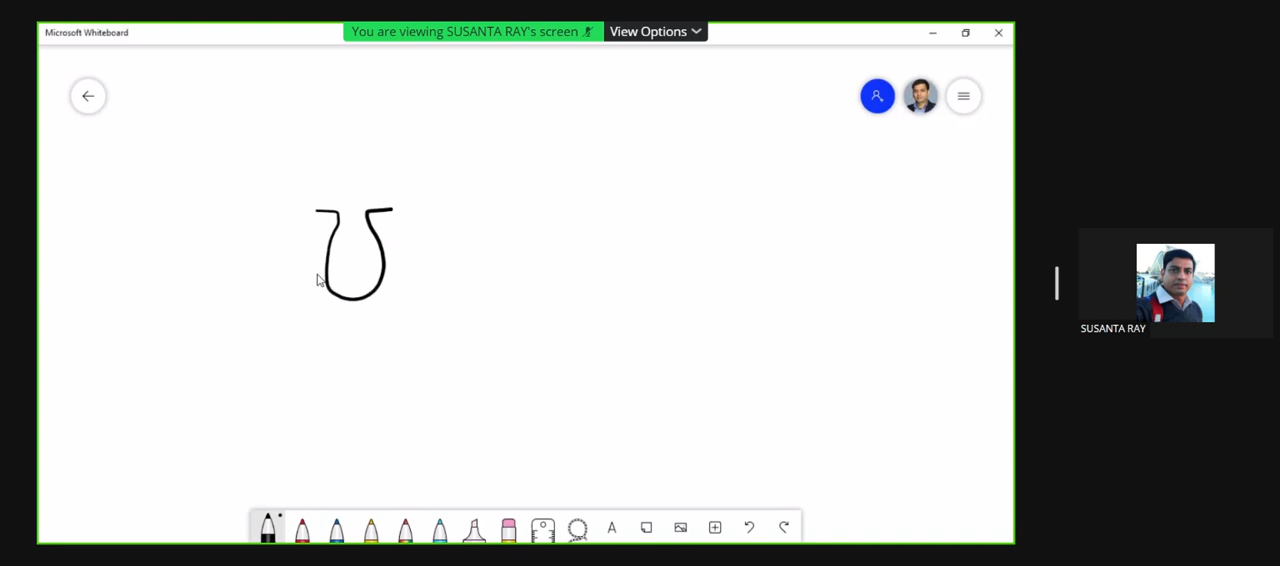 Microsoft Whiteboard
You are viewing SUSANTA RAY's screen
View Options
SUSANTA RAY
A